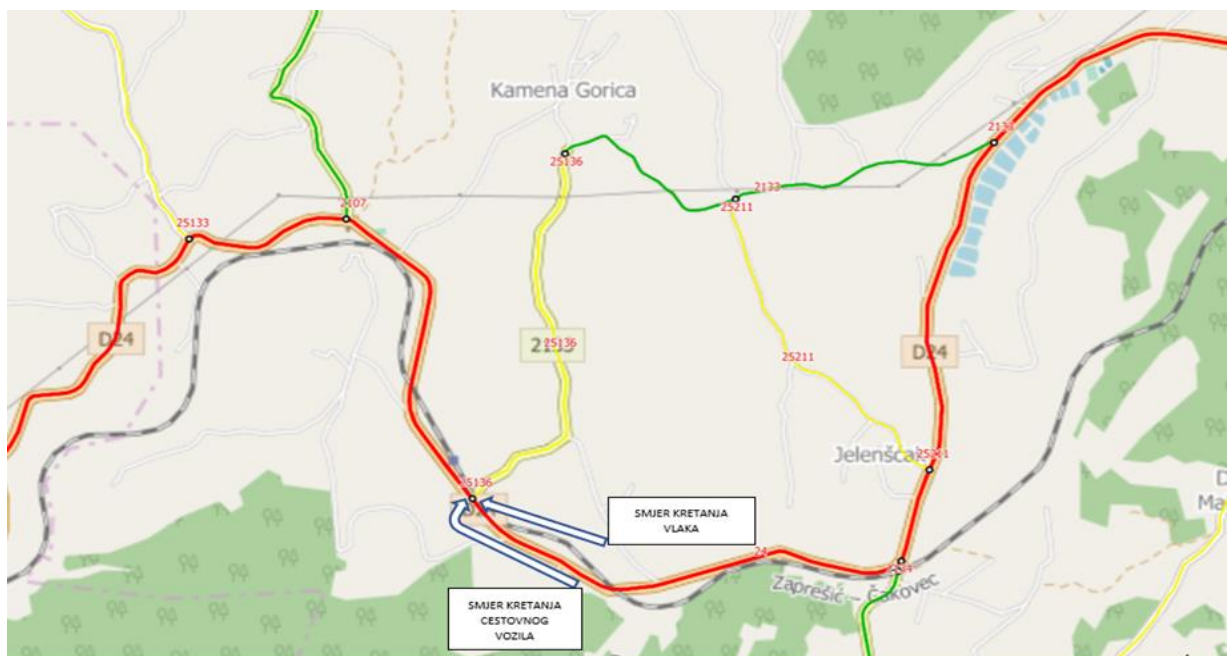 Kamena Gorica
25136
2133
2133
25211
2107
25133
D24
25136
25211
D24
25211
25136
SMJER KRETANJA
VLAKA
24
Zaprešić – Čakovec
SMJER KRETANJA
CESTOVNOG
VOZILA